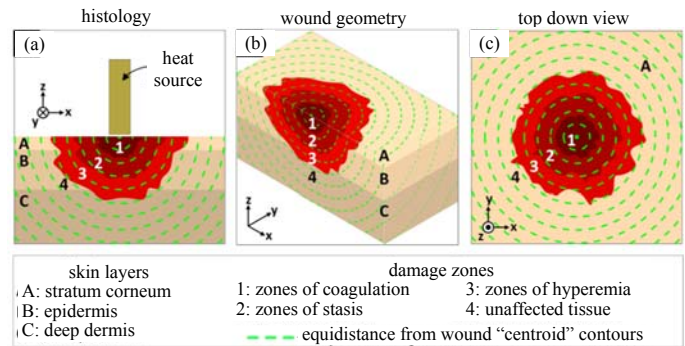 histology
wound geometry
top down view
(a)
heat
source
z
y
x
A
B
C
1
2
3
4
(b)
1
2
3
4
A
B
C
z
y
x
(c)
A
1
2
3
4
y
z
x
skin layers
A: stratum corneum
B: epidermis
C: deep dermis
damage zones
1: zones of coagulation
2: zones of stasis
3: zones of hyperemia
4: unaffected tissue
equidistance from wound “centroid” contours